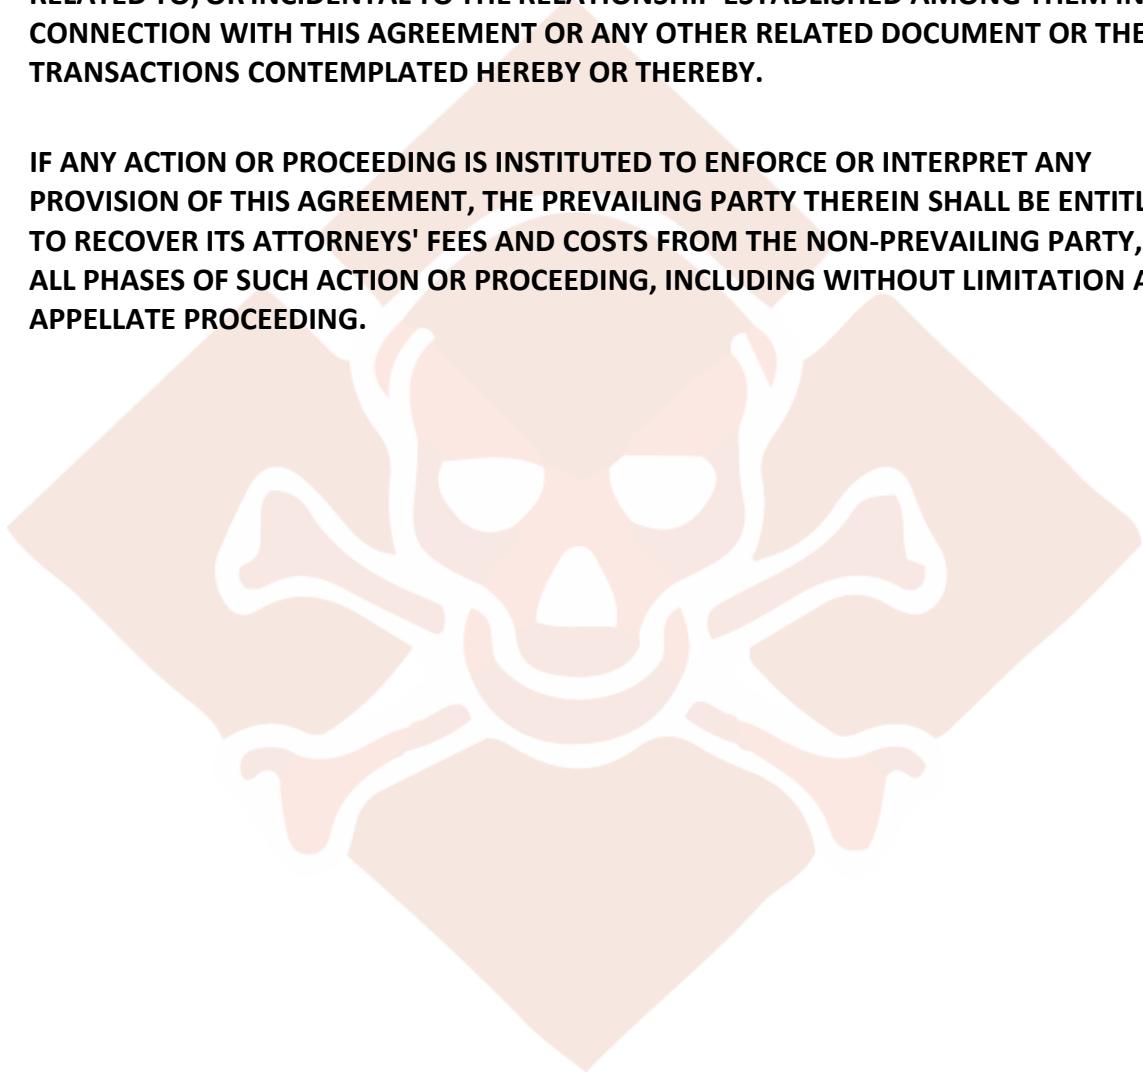 RELATED TO, OR INCIDENTAL TO THE RELATIONSHIP ESTABLISHED AMONG THEM IN
CONNECTION WITH THIS AGREEMENT OR ANY OTHER RELATED DOCUMENT OR THE
TRANSACTIONS CONTEMPLATED HEREBY OR THEREBY.
IF ANY ACTION OR PROCEEDING IS INSTITUTED TO ENFORCE OR INTERPRET ANY
PROVISION OF THIS AGREEMENT, THE PREVAILING PARTY THEREIN SHALL BE
TO RECOVER ITS ATTORNEYS' FEES AND COSTS FROM THE NON-PREVAILING PARTY,
ALL PHASES OF SUCH ACTION OR PROCEEDING, INCLUDING WITHOUT LIMITATION
APPELLATE PROCEEDING.